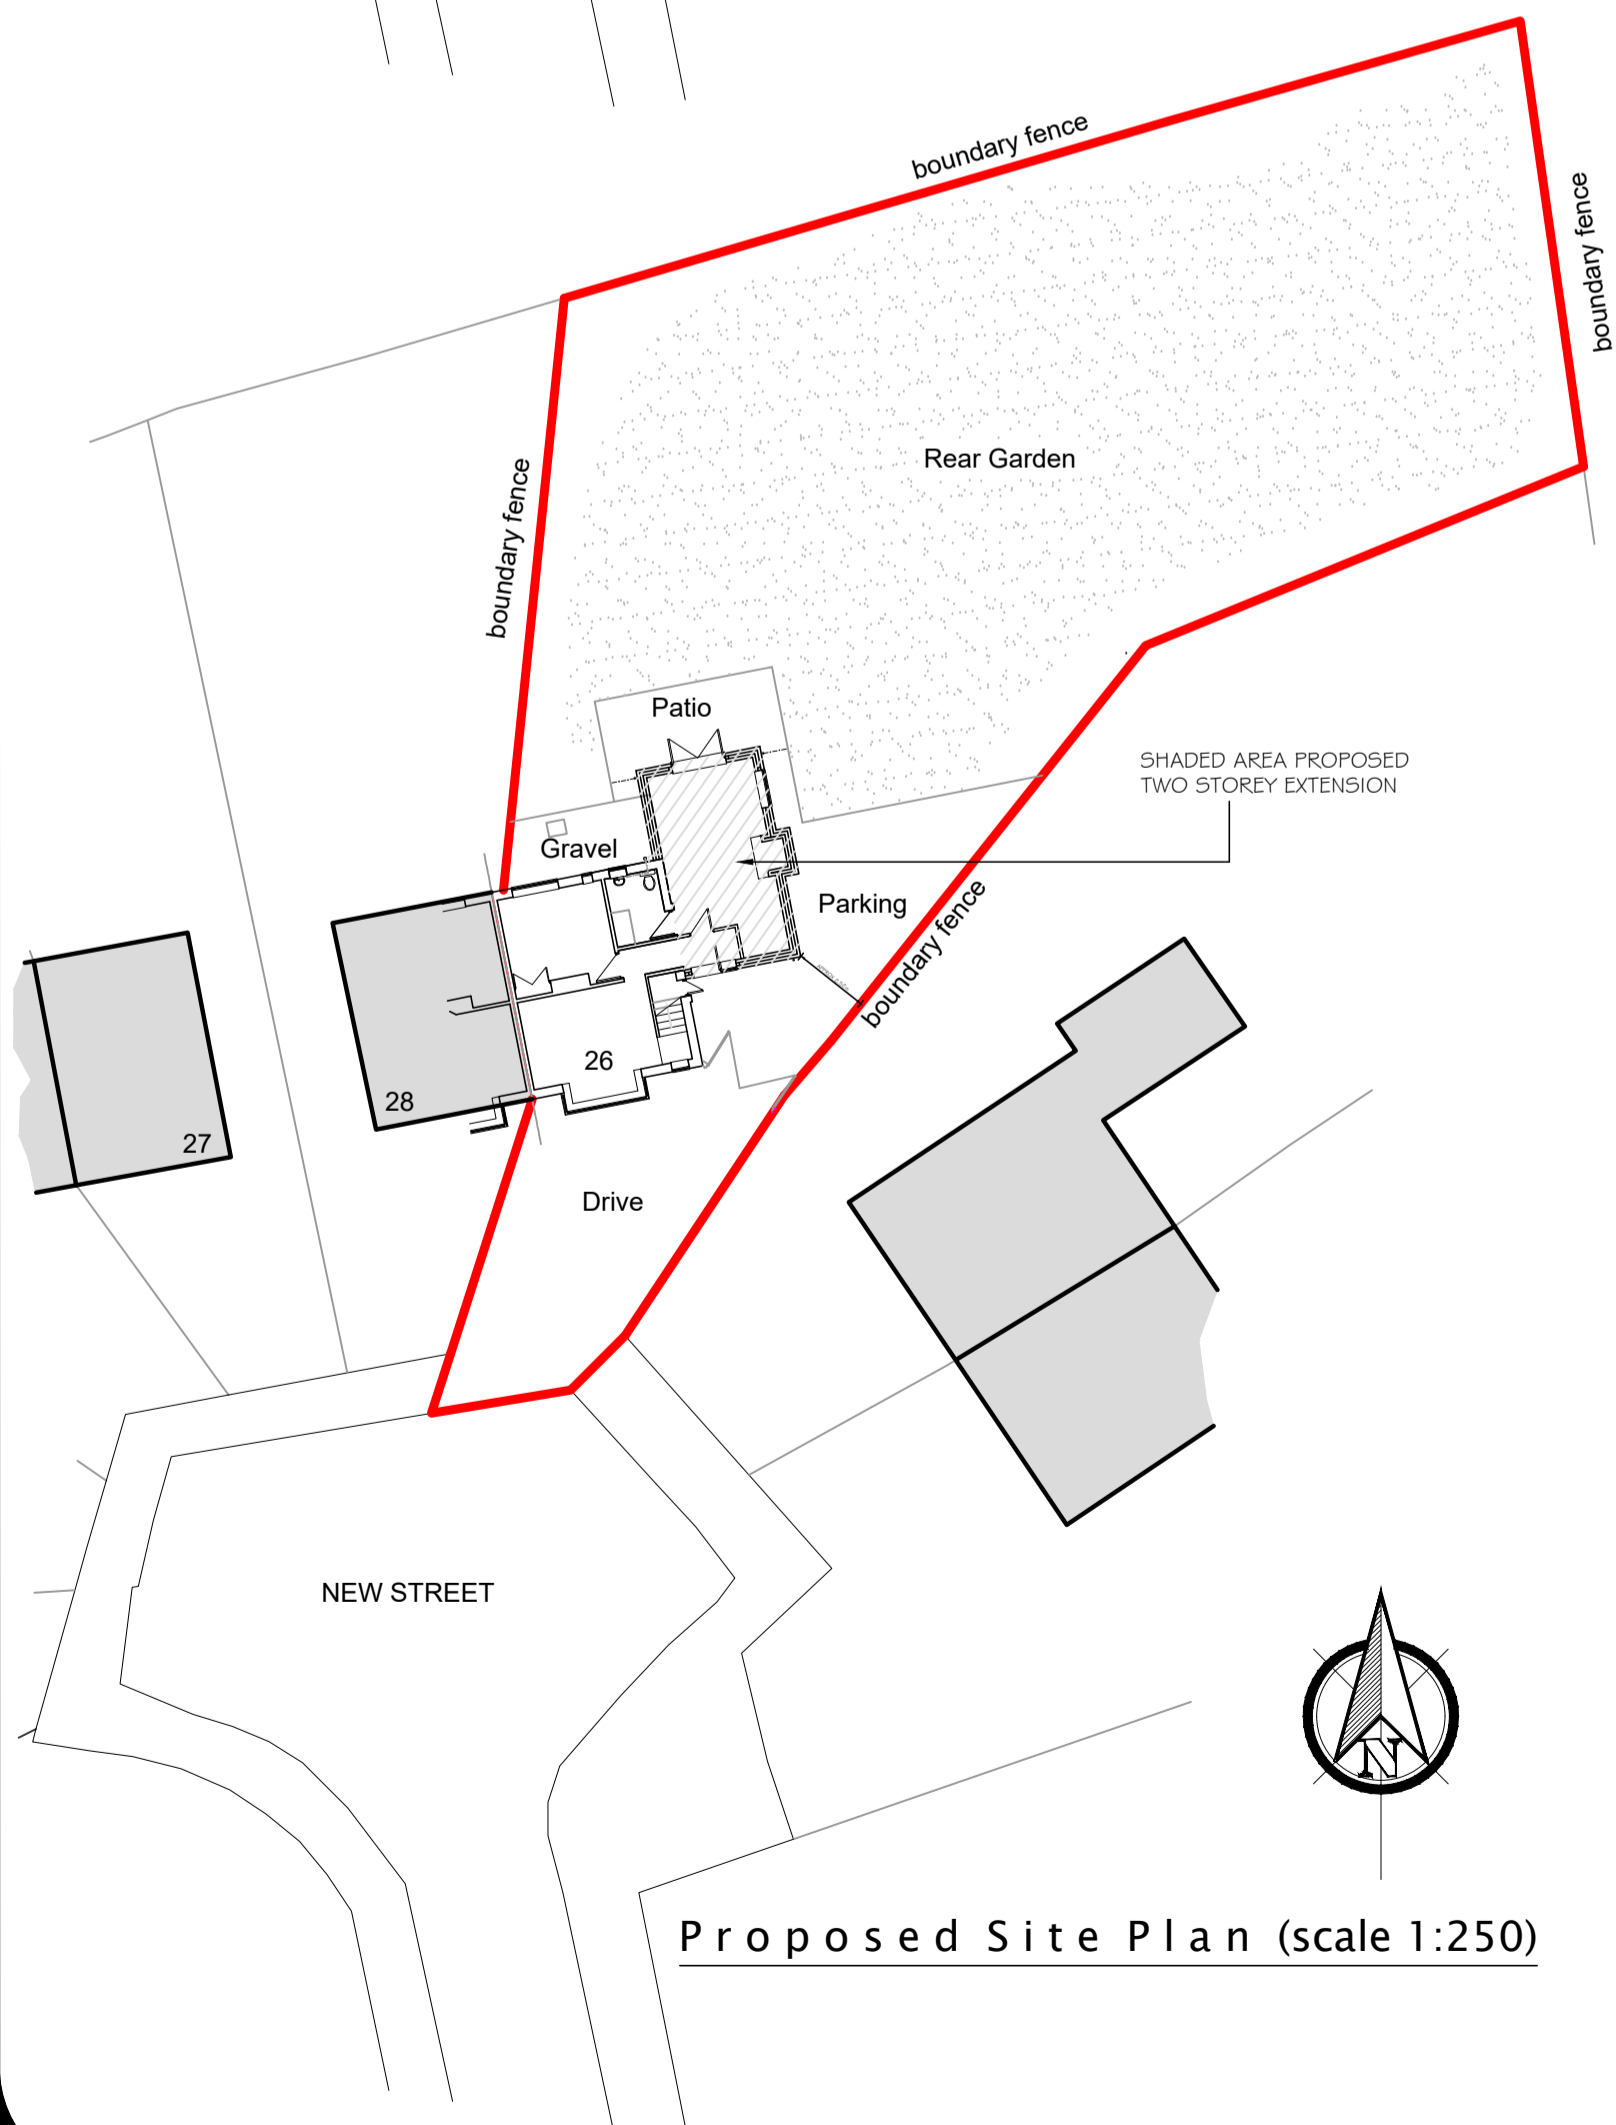 boundary fence
boundary fence
boundary fence
Rear Garden
Patio
SHADED AREA PROPOSED
TWO STOREY EXTENSION
Gravel
Parking
boundary fence
26
28
27
Drive
NEW STREET
N
Proposed Site Plan (scale 1:250)